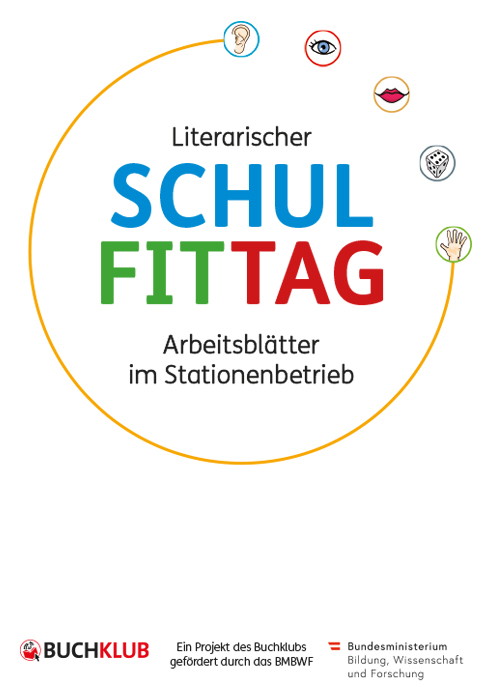 Literarischer
SCHUL
FITTAG
Arbeitsblätter
im Stationenbetrieb
BUCHKLUB
Ein Projekt des Buchklubs
gefördert durch das BMBWF
Bundesministerium
Bildung, Wissenschaft
und Forschung